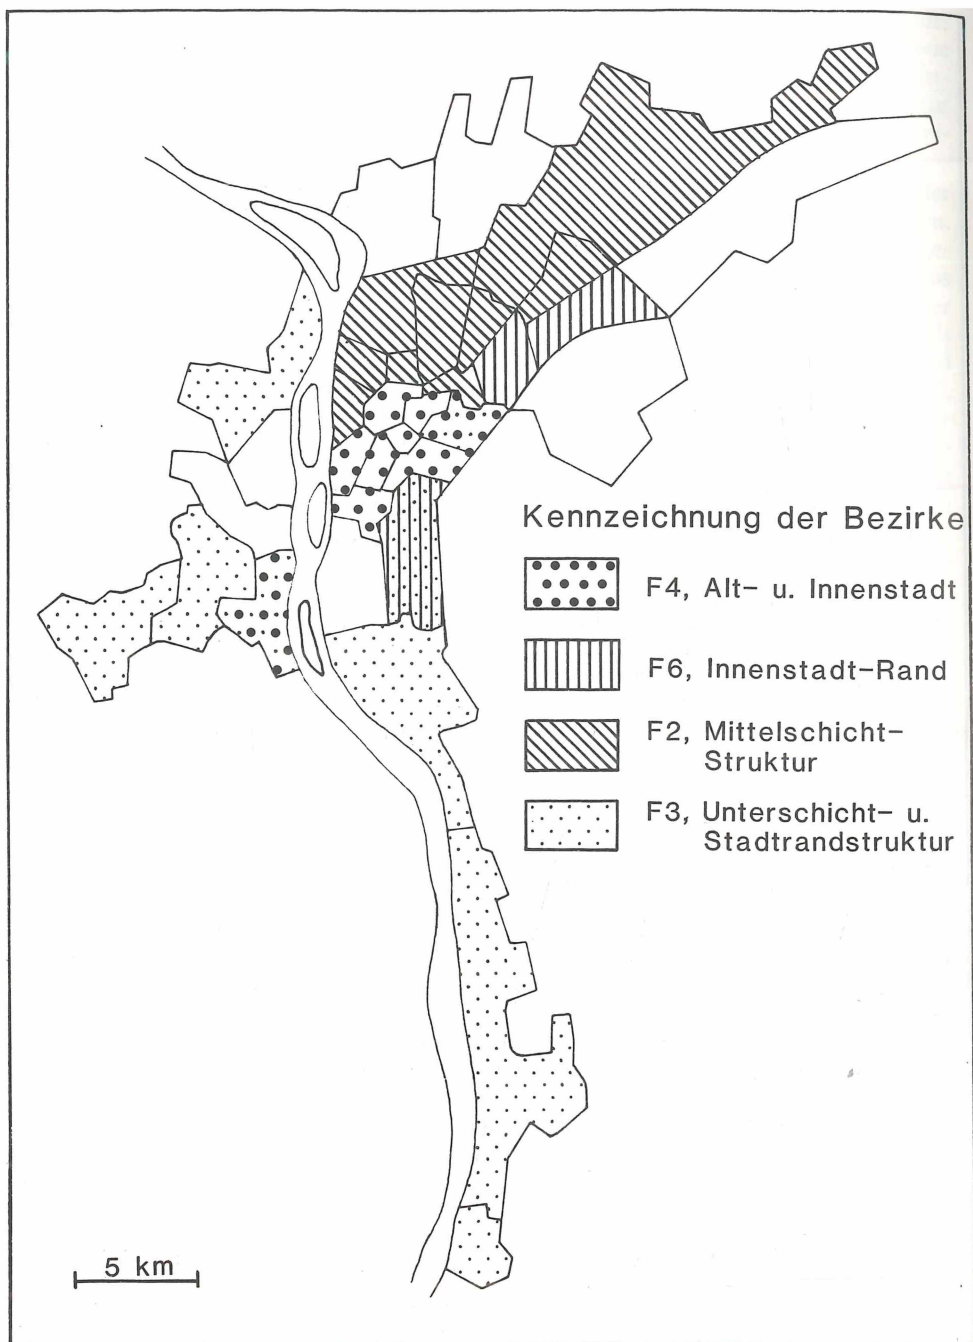 Kennzeichnung der Bezirke
F4, Alt- u. Innenstadt
F6, Innenstadt-Rand
F2, Mittelschicht-
Struktur
F3, Unterschicht- u.
Stadtrandstruktur
5 km